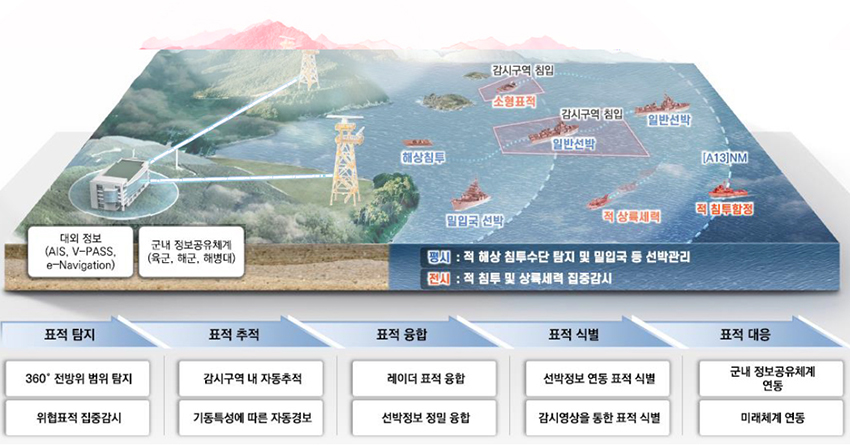 감시구역 침입
소형표적
감시구역 침입
일반선박
일반선박
해상침투
[A13]NM
밀입국 선박
적 상륙세력
적 침투함정
대외 정보
(AIS, V-PASS,
e-Navigation)
군내 정보공유체계
(육군, 해군, 해병대)
평시 : 적 해상 침투수단 탐지 및 밀입국 등 선박관리
전시 : 적 침투 및 상륙세력 집중감시
표적 탐지
표적 추적
표적 융합
표적 식별
표적 대응
360˚ 전방위 범위 탐지
감시구역 내 자동추적
레이더 표적 융합
선박정보 연동 표적 식별
군내 정보공유체계
연동
위협표적 집중감시
기동특성에 따른 자동경보
선박정보 정밀 융합
감시영상을 통한 표적 식별
미래체계 연동